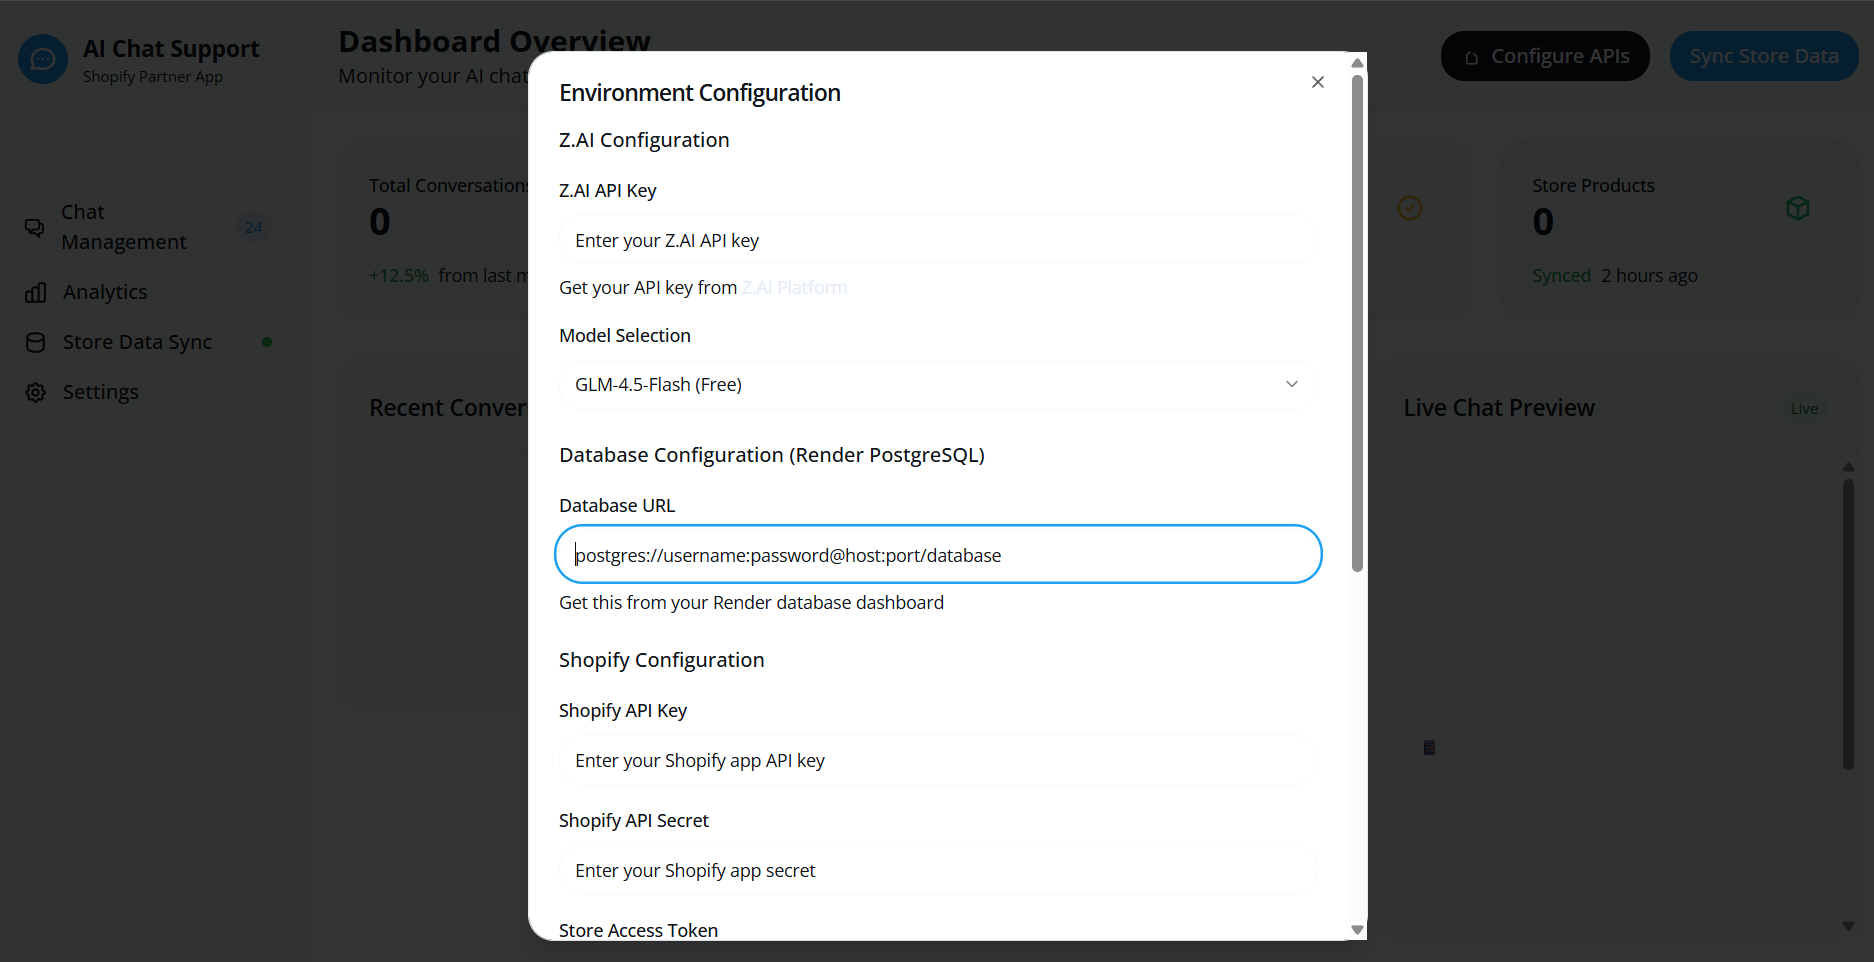 AI Chat Support
Shopify Partner App
Chat
Management
24
Analytics
Store Data Sync
Settings
Dashboard Overview
Monitor your AI chat
Configure APIs
Sync Store Data
Total Conversations
0
+12.5% from last m
Store Products
0
Synced 2 hours ago
Recent Conver
Live Chat Preview
Live
Environment Configuration
Z.AI Configuration
Z.AI API Key
Enter your Z.AI API key
Get your API key from Z.AI Platform
Model Selection
GLM-4.5-Flash (Free)
Database Configuration (Render PostgreSQL)
Database URL
postgres://username:password@host:port/database
Get this from your Render database dashboard
Shopify Configuration
Shopify API Key
Enter your Shopify app API key
Shopify API Secret
Enter your Shopify app secret
Store Access Token